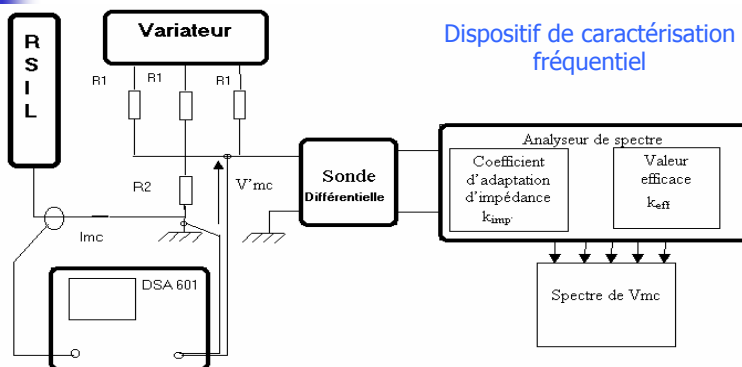 Dispositif de caractérisation
fréquentiel
R
S
I
L
Variateur
R1
R1
R1
R2
V'mc
Imc
DSA 601
Sonde
Différentielle
Analyseur de spectre
Coefficient
d'adaptation
d'impédance
kimp.
Valeur
efficace
keff
Spectre de Vmc